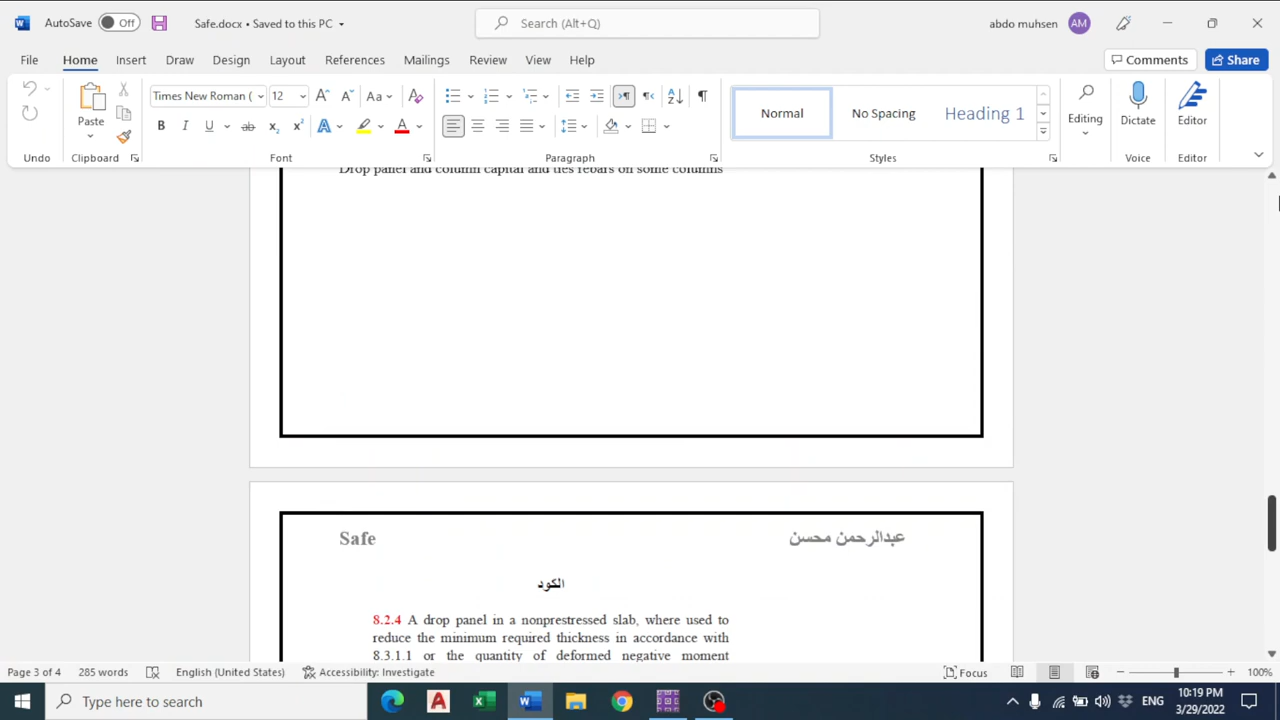 AutoSave Off Safe.docx • Saved to this PC Search (Alt+Q) abdo muhsen AM
File Home Insert Draw Design Layout References Mailings Review View Help Comments Share
Times New Roman ( 12 Aa Normal No Spacing Heading 1
Paste Editing Dictate Editor
Undo Clipboard Font Paragraph Styles Voice Editor
Drop panel and column capital and ties rebars on some columns
Safe عبدالرحمن محسن
الكود
8.2.4 A drop panel in a nonprestressed slab, where used to
reduce the minimum required thickness in accordance with
8.3.1.1 or the quantity of deformed negative moment
Page 3 of 4 285 words English (United States) Accessibility: Investigate Focus 100%
Type here to search ENG 10:19 PM
3/29/2022